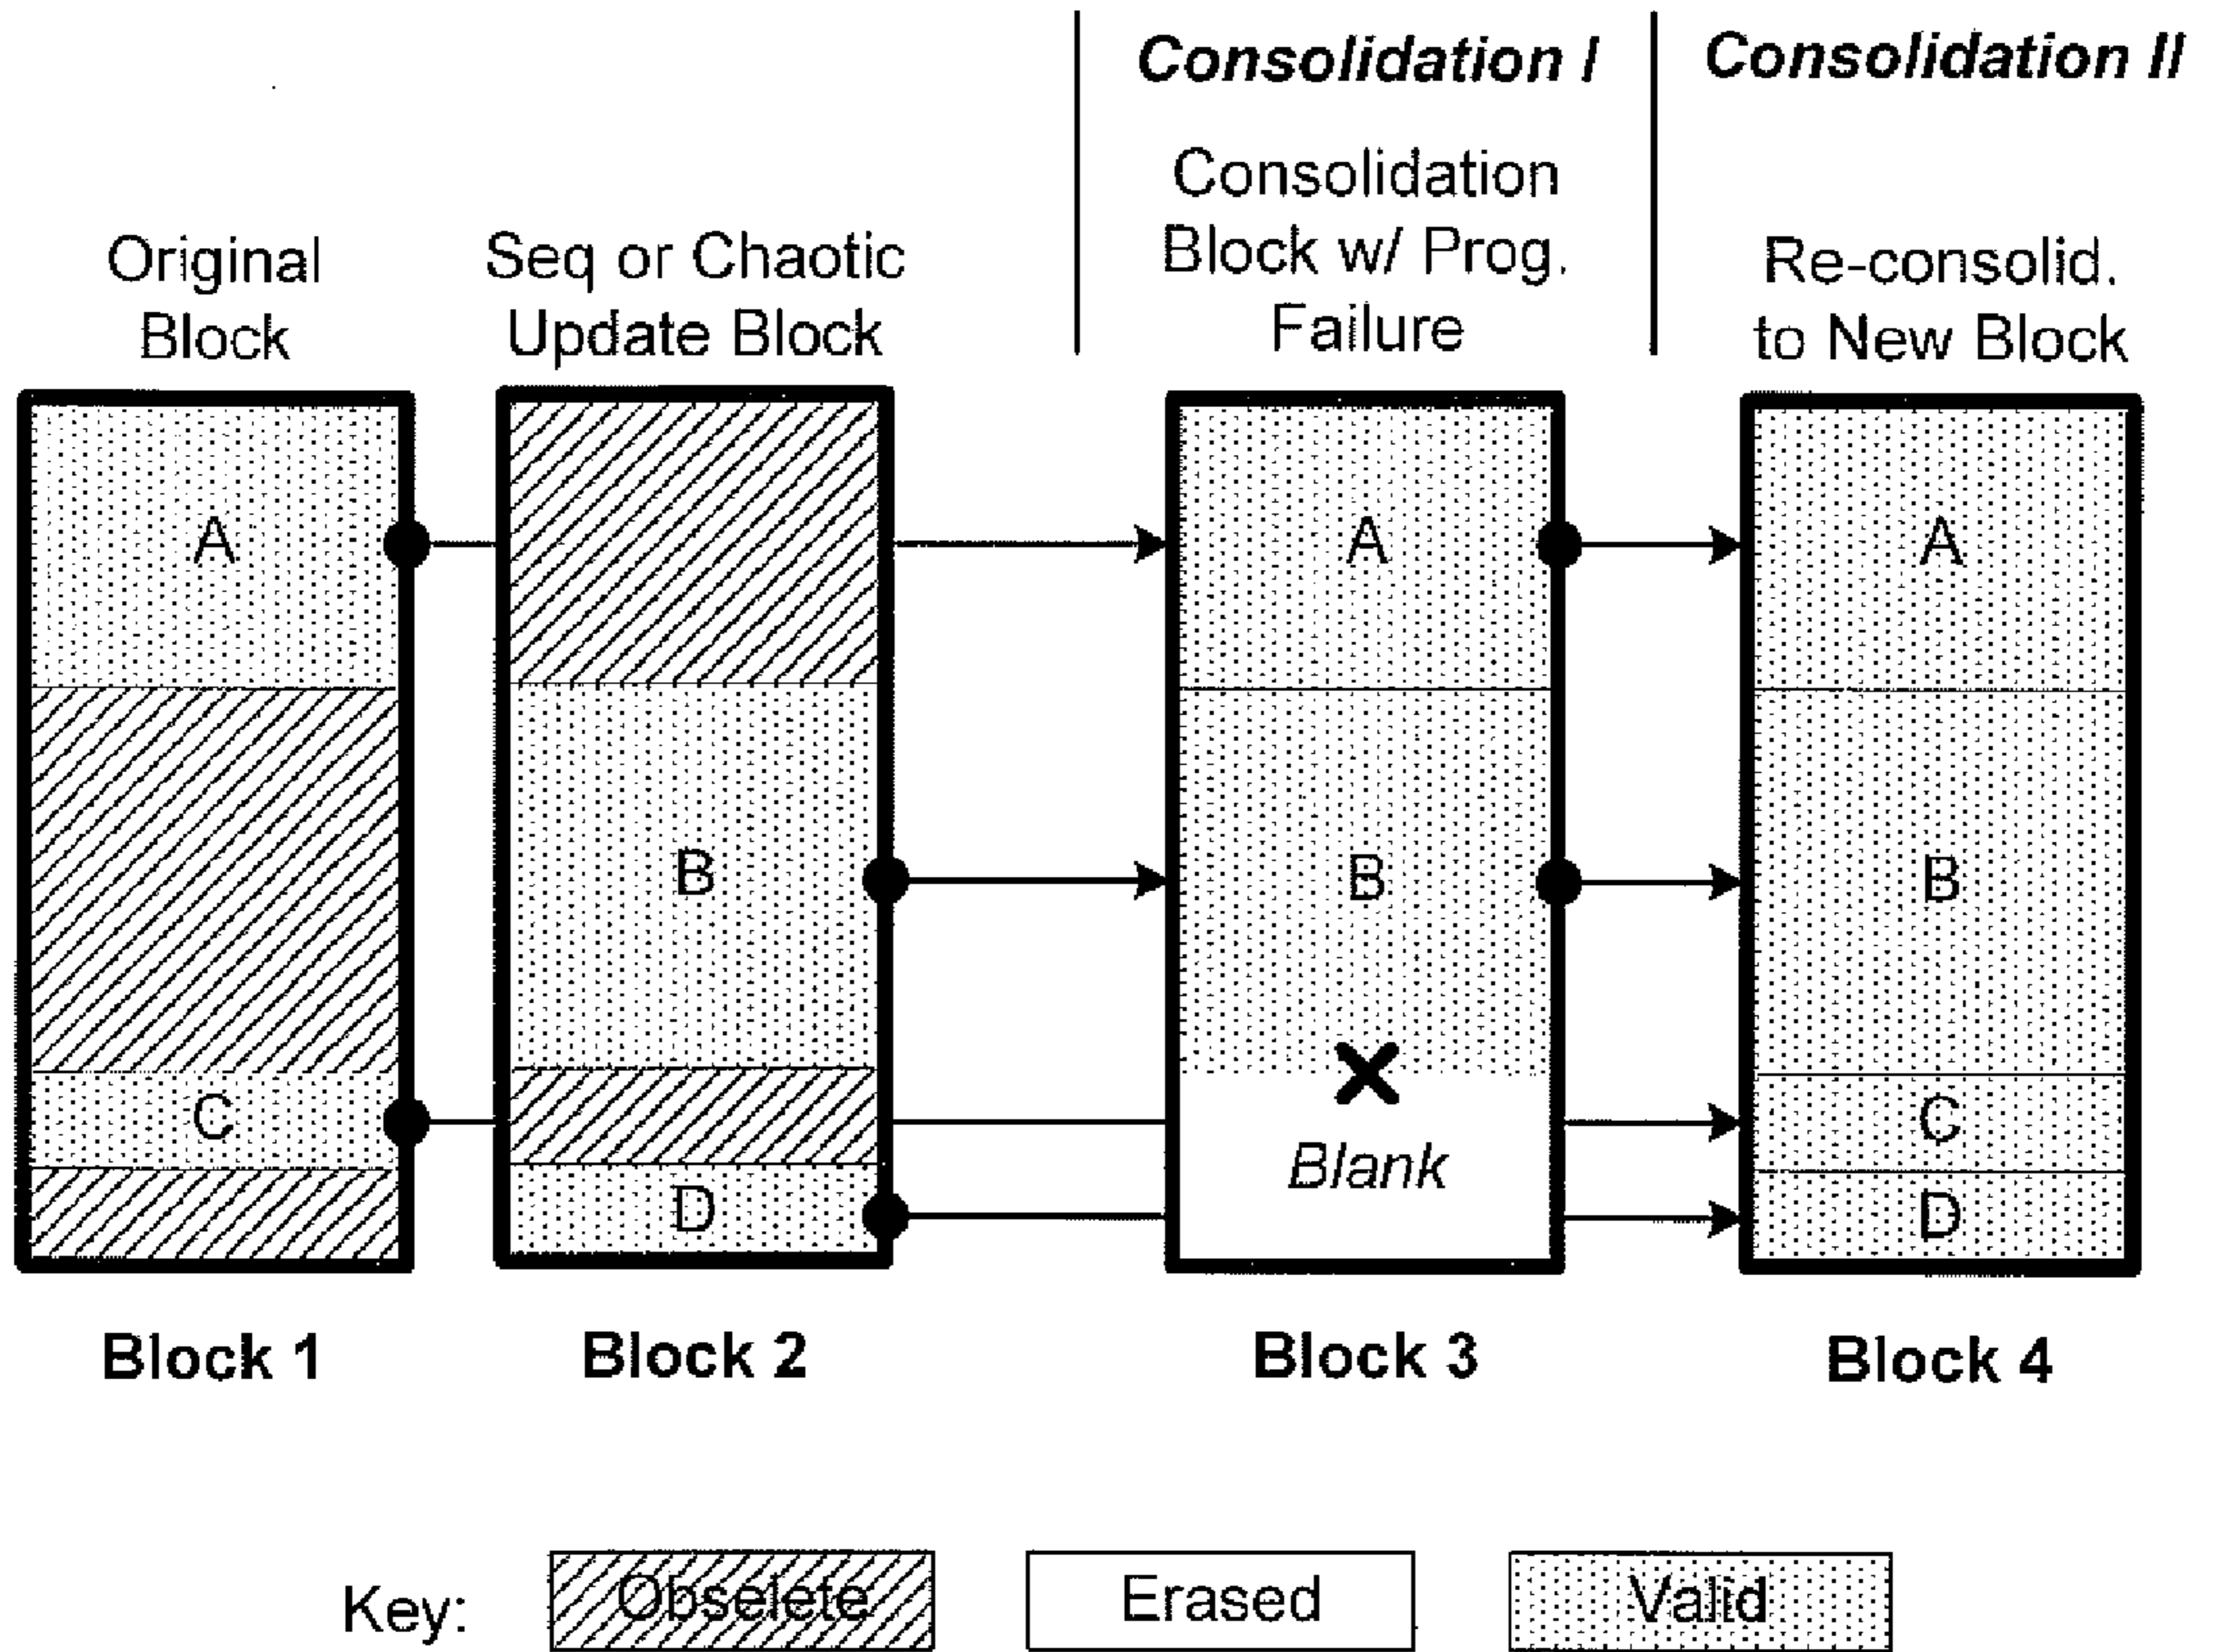 Consolidation I
Consolidation II
Consolidation
Block w/ Prog.
Failure
Original
Block
Seq or Chaotic
Update Block
Re-consolid.
to New Block
A
B
C
D
A
B
Blank
A
B
C
D
Block 1
Block 2
Block 3
Block 4
Key:
Obselete
Erased
Valid